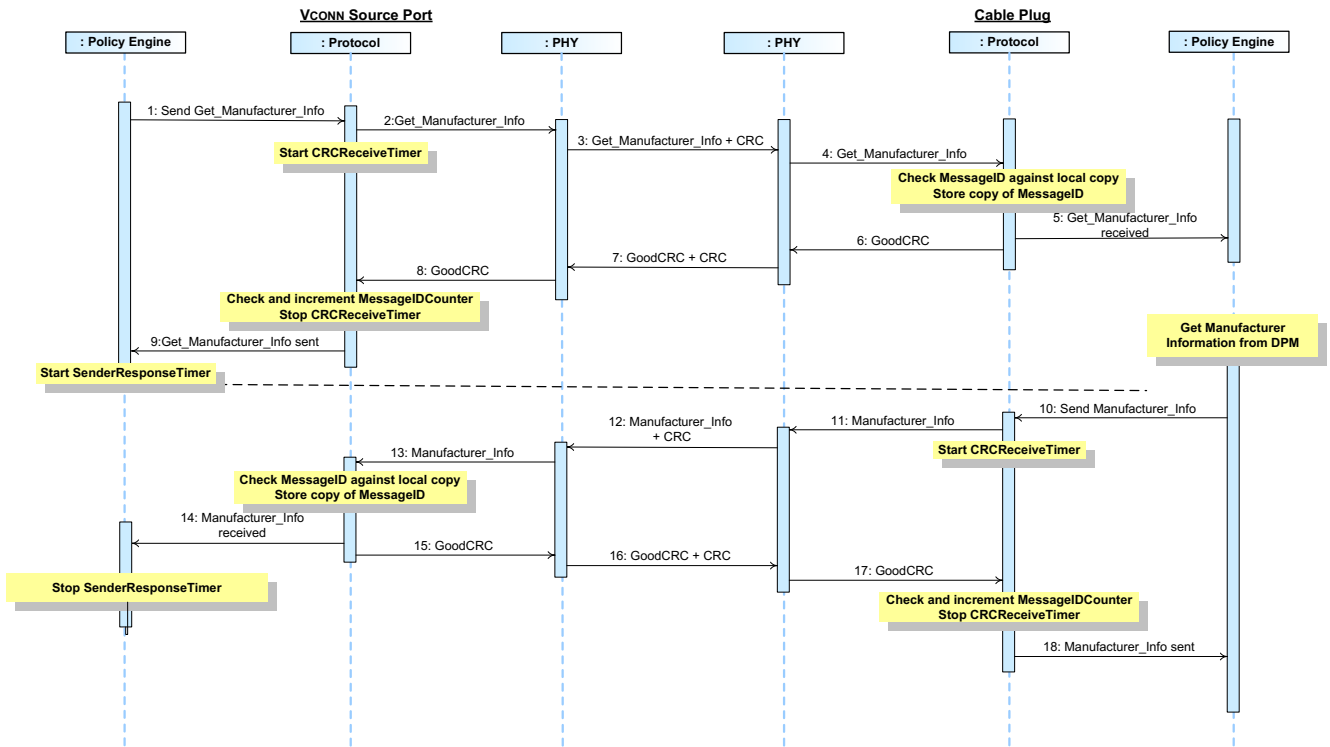 VCONN Source Port
Cable Plug
: Policy Engine
: Protocol
: PHY
: PHY
: Protocol
: Policy Engine
1: Send Get_Manufacturer_Info
2:Get_Manufacturer_Info
Start CRCReceiveTimer
3: Get_Manufacturer_Info + CRC
4: Get_Manufacturer_Info
Check MessageID against local copy
Store copy of MessageID
5: Get_Manufacturer_Info
received
6: GoodCRC
7: GoodCRC + CRC
8: GoodCRC
Check and increment MessageIDCounter
Stop CRCReceiveTimer
9:Get_Manufacturer_Info sent
Start SenderResponseTimer
Get Manufacturer
Information from DPM
10: Send Manufacturer_Info
11: Manufacturer_Info
Start CRCReceiveTimer
12: Manufacturer_Info
+ CRC
13: Manufacturer_Info
Check MessageID against local copy
Store copy of MessageID
14: Manufacturer_Info
received
15: GoodCRC
16: GoodCRC + CRC
17: GoodCRC
Stop SenderResponseTimer
Check and increment MessageIDCounter
Stop CRCReceiveTimer
18: Manufacturer_Info sent